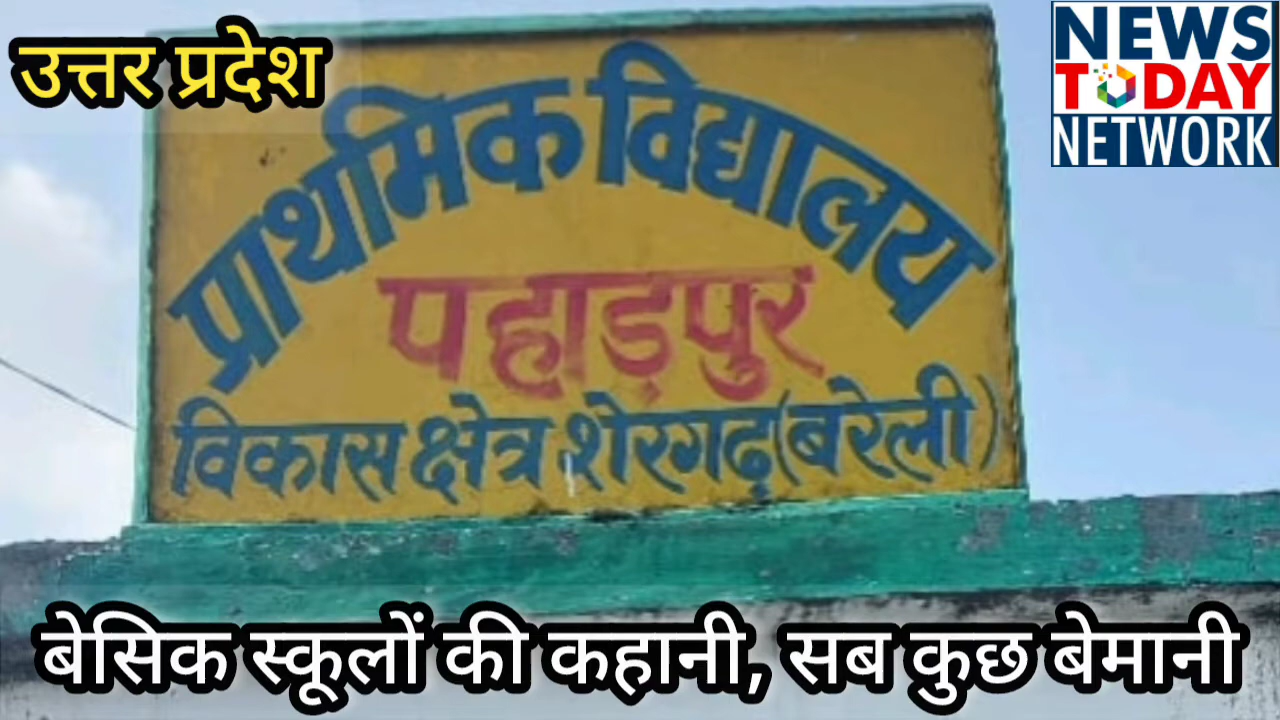 उत्तर प्रदेश
NEWS
TODAY
NETWORK
प्राथमिक विद्यालय
पहाड़पुर
विकास क्षेत्र शेरगढ़ (बरेली)
बेसिक स्कूलों की कहानी, सब कुछ बेमानी